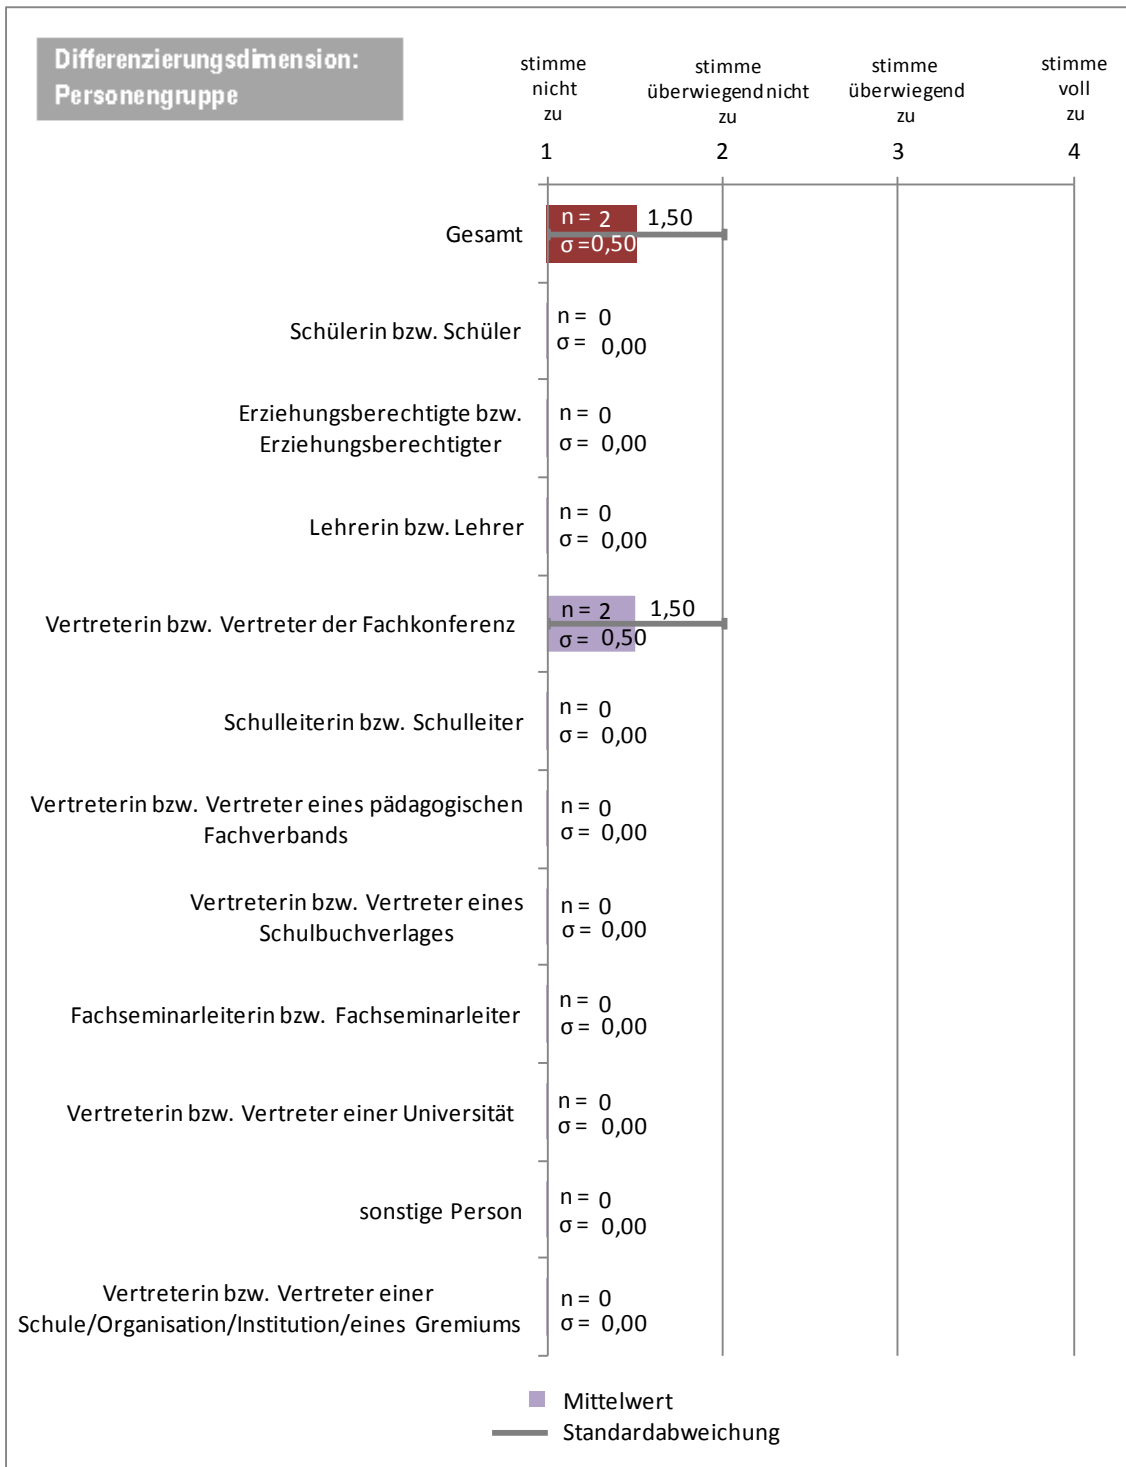 Differenzierungsdimension:
Personengruppe
stimme
nicht
zu
1
stimme
überwiegend nicht
zu
2
stimme
überwiegend
zu
3
stimme
voll
zu
4
Gesamt
n = 2
1,50
σ =0,50
Schülerin bzw. Schüler
n = 0
σ = 0,00
Erziehungsberechtigte bzw.
Erziehungsberechtigter
n = 0
σ = 0,00
Lehrerin bzw. Lehrer
n = 0
σ = 0,00
Vertreterin bzw. Vertreter der Fachkonferenz
n = 2
1,50
σ = 0,50
Schulleiterin bzw. Schulleiter
n = 0
σ = 0,00
Vertreterin bzw. Vertreter eines pädagogischen
Fachverbands
n = 0
σ = 0,00
Vertreterin bzw. Vertreter eines
Schulbuchverlages
n = 0
σ = 0,00
Fachseminarleiterin bzw. Fachseminarleiter
n = 0
σ = 0,00
Vertreterin bzw. Vertreter einer Universität
n = 0
σ = 0,00
sonstige Person
n = 0
σ = 0,00
Vertreterin bzw. Vertreter einer
Schule/Organisation/Institution/eines Gremiums
n = 0
σ = 0,00
Mittelwert
Standardabweichung